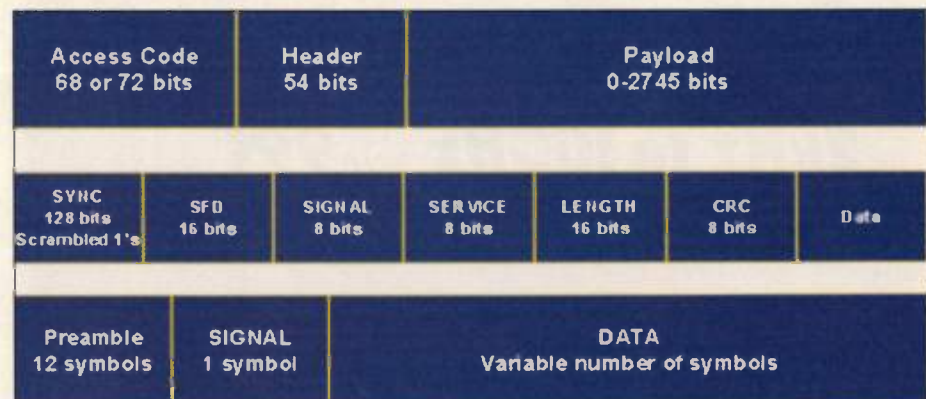 Access Code
68 or 72 bits
Header
54 bits
Payload
0-2745 bits
SYNC
128 bits
Scrambled 1's
SFD
16 bits
SIGNAL
8 bits
SERVICE
8 bits
LENGTH
16 bits
CRC
8 bits
Data
Preamble
12 symbols
SIGNAL
1 symbol
DATA
Variable number of symbols